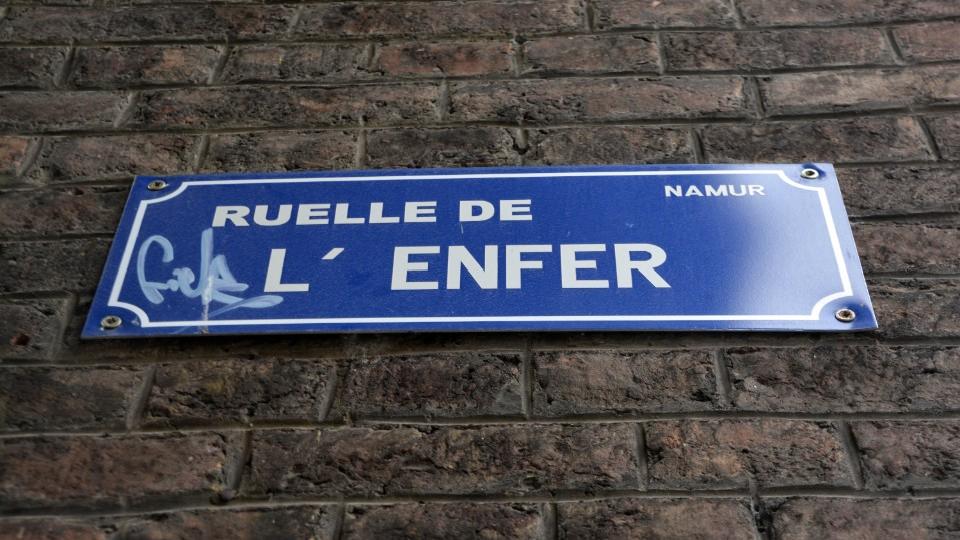 NAMUR
RUELLE DE
L´ ENFER